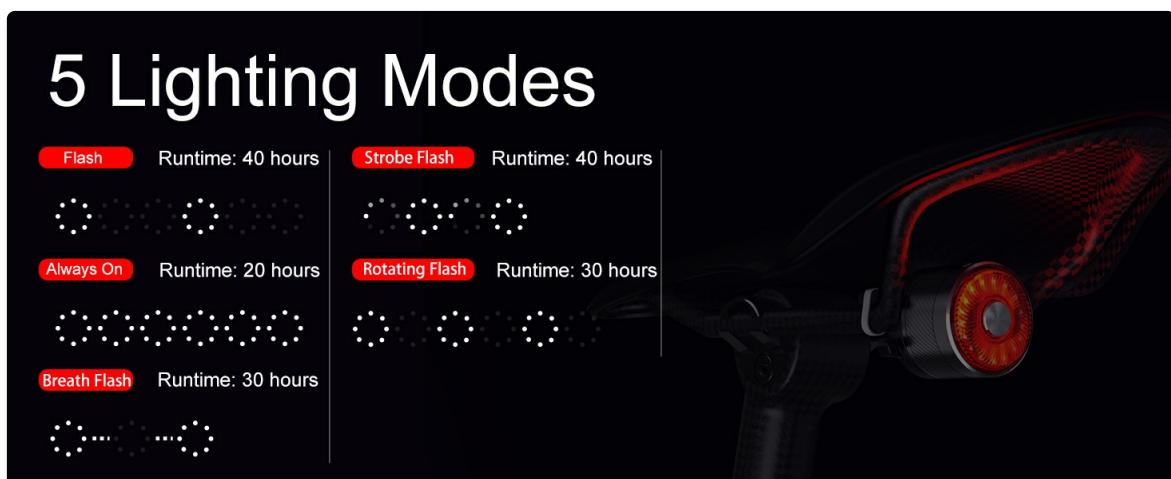 5 Lighting Modes
Flash Runtime: 40 hours
Strobe Flash Runtime: 40 hours
Always On Runtime: 20 hours
Rotating Flash Runtime: 30 hours
Breath Flash Runtime: 30 hours